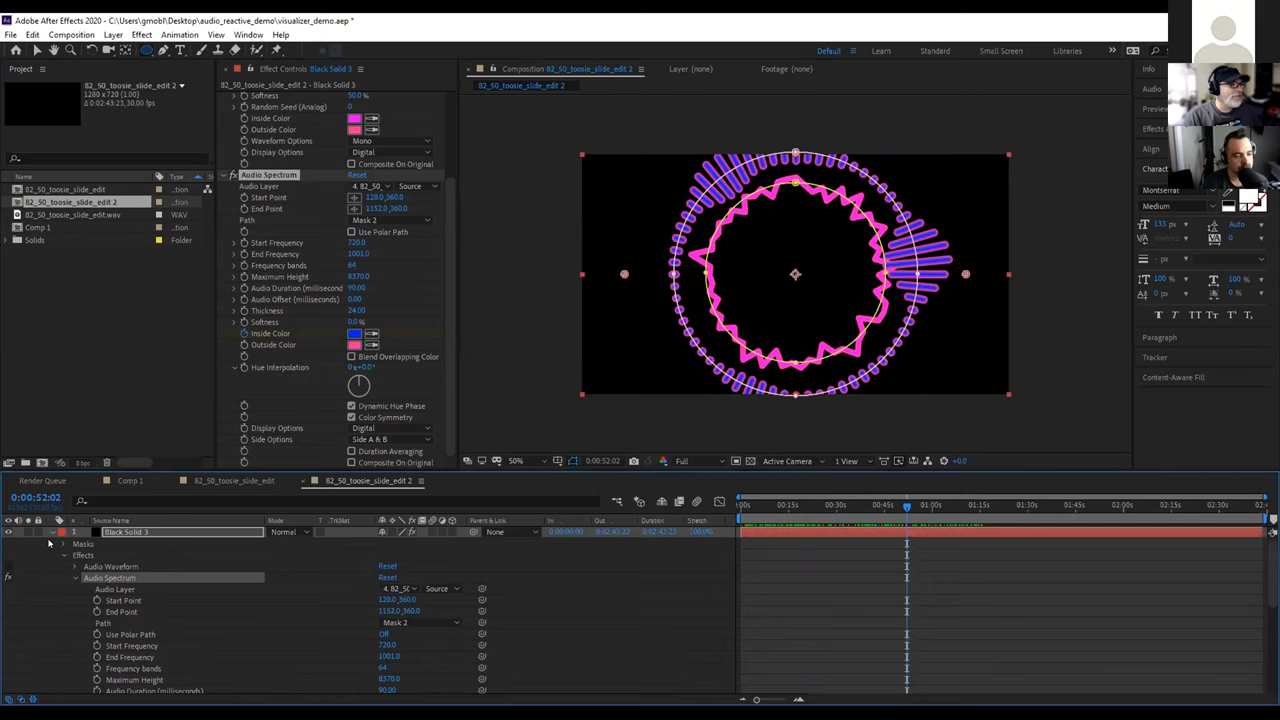 Adobe After Effects 2020 - C:\Users\grmobl\Desktop\audio_reactive_demo\visualizer_demo.aep *
File Edit Composition Layer Effect Animation View Window Help
Default Learn Standard Small Screen Libraries
Project
Effect Controls Black Solid 3
Composition 82_50_toosie_slide_edit 2
Layer (none)
Footage (none)
Info
82_50_toosie_slide_edit 2
1280 x 720 (1.00)
Δ 0:02:43:23, 30.00 fps
82_50_toosie_slide_edit 2 - Black Solid 3
82_50_toosie_slide_edit 2
Audio
Softness 50.0 %
Random Seed (Analog) 0
Inside Color
Outside Color
Waveform Options Mono
Display Options Digital
Composite On Original
Name Type
82_50_toosie_slide_edit ...tion
82_50_toosie_slide_edit 2 ...tion
82_50_toosie_slide_edit.wav WAV
Comp 1 ...tion
Solids Folder
8 bpc
fx Audio Spectrum Reset
Audio Layer 4. 82_50_ Source
Start Point 128.0,360.0
End Point 1152.0,360.0
Path Mask 2
Use Polar Path
Start Frequency 720.0
End Frequency 1001.0
Frequency bands 64
Maximum Height 8370.0
Audio Duration (milliseconds) 90.00
Audio Offset (milliseconds) 0.00
Thickness 24.00
Softness 0.0 %
Inside Color
Outside Color
Blend Overlapping Color
Hue Interpolation 0 x+0.0°
Dynamic Hue Phase
Color Symmetry
Display Options Digital
Side Options Side A & B
Duration Averaging
Composite On Original
50% 0:00:52:02 Full Active Camera 1 View +0.0
Montserrat
Medium
133 px Auto
Metrics 0
- px
100 % 100 %
0 px 0 %
T T TT Tr T¹ T₁
Paragraph
Tracker
Content-Aware Fill
Render Queue Comp 1 82_50_toosie_slide_edit 82_50_toosie_slide_edit 2
0:00:52:02
00s 00:15s 00:30s 00:45s 01:00s 01:15s 01:30s 01:45s 02:00s 02:15s 02:30s
# Source Name Mode T .TrkMat Parent & Link In Out Duration Stretch
1 Black Solid 3 Normal None 0:00:00:00 0:02:43:23 0:02:43:23 100.0%
Masks
Effects
Audio Waveform Reset
fx Audio Spectrum Reset
Audio Layer 4. 82_50 Source
Start Point 128.0,360.0
End Point 1152.0,360.0
Path Mask 2
Use Polar Path Off
Start Frequency 720.0
End Frequency 1001.0
Frequency bands 64
Maximum Height 8370.0
Audio Duration (milliseconds) 90.00